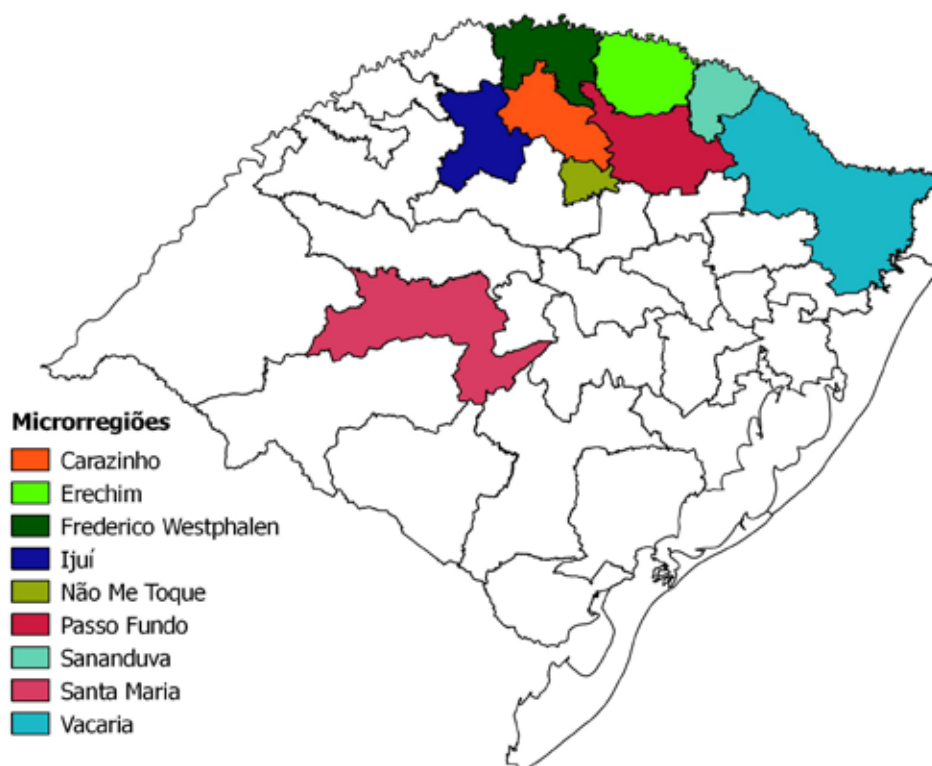 Microrregiões
Carazinho
Erechim
Frederico Westphalen
Ijuí
Não Me Toque
Passo Fundo
Sananduva
Santa Maria
Vacaria